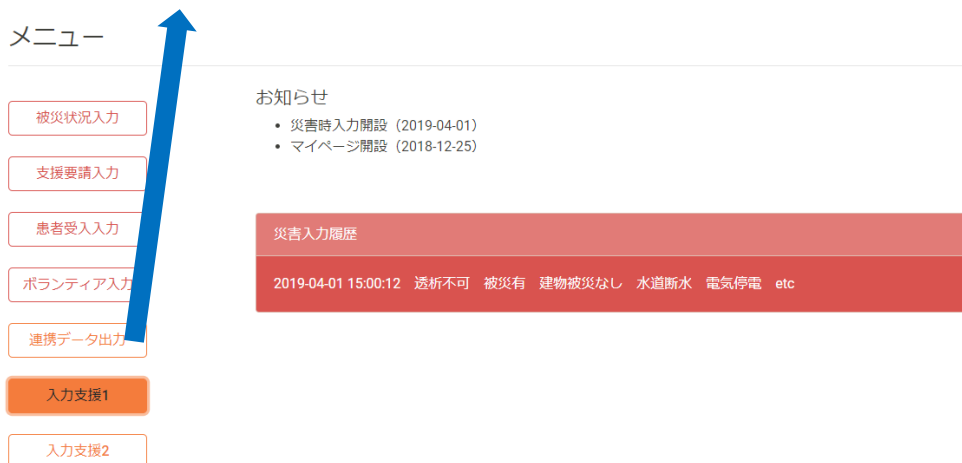 メニュー
被災状況入力
支援要請入力
患者受入入力
ボランティア入力
連携データ出力
入力支援1
入力支援2
お知らせ
• 災害時入力開設（2019-04-01）
• マイページ開設（2018-12-25）
災害入力履歴
2019-04-01 15:00:12 透析不可 被災有 建物被災なし 水道断水 電気停電 etc